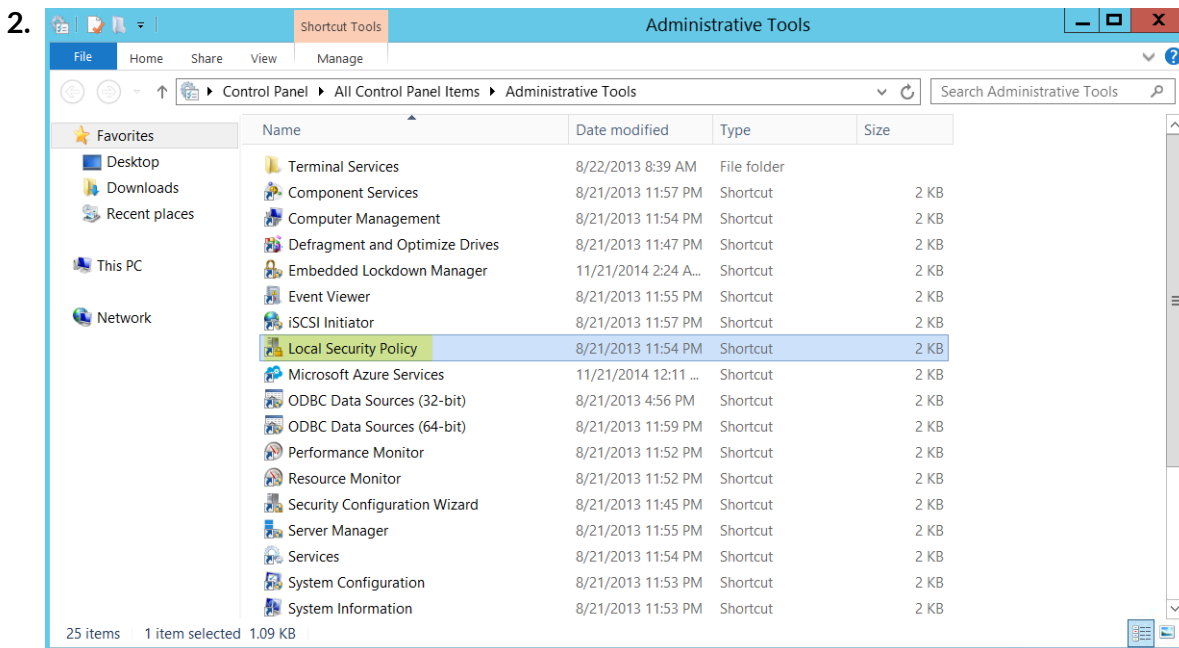 2.
Shortcut Tools
Administrative Tools
File Home Share View Manage
Control Panel All Control Panel Items Administrative Tools
Search Administrative Tools
Favorites
Desktop
Downloads
Recent places
This PC
Network
Name Date modified Type Size
Terminal Services 8/22/2013 8:39 AM File folder
Component Services 8/21/2013 11:57 PM Shortcut 2 KB
Computer Management 8/21/2013 11:54 PM Shortcut 2 KB
Defragment and Optimize Drives 8/21/2013 11:47 PM Shortcut 2 KB
Embedded Lockdown Manager 11/21/2014 2:24 A... Shortcut 2 KB
Event Viewer 8/21/2013 11:55 PM Shortcut 2 KB
iSCSI Initiator 8/21/2013 11:57 PM Shortcut 2 KB
Local Security Policy 8/21/2013 11:54 PM Shortcut 2 KB
Microsoft Azure Services 11/21/2014 12:11 ... Shortcut 2 KB
ODBC Data Sources (32-bit) 8/21/2013 4:56 PM Shortcut 2 KB
ODBC Data Sources (64-bit) 8/21/2013 11:59 PM Shortcut 2 KB
Performance Monitor 8/21/2013 11:52 PM Shortcut 2 KB
Resource Monitor 8/21/2013 11:52 PM Shortcut 2 KB
Security Configuration Wizard 8/21/2013 11:45 PM Shortcut 2 KB
Server Manager 8/21/2013 11:55 PM Shortcut 2 KB
Services 8/21/2013 11:54 PM Shortcut 2 KB
System Configuration 8/21/2013 11:53 PM Shortcut 2 KB
System Information 8/21/2013 11:53 PM Shortcut 2 KB
25 items 1 item selected 1.09 KB